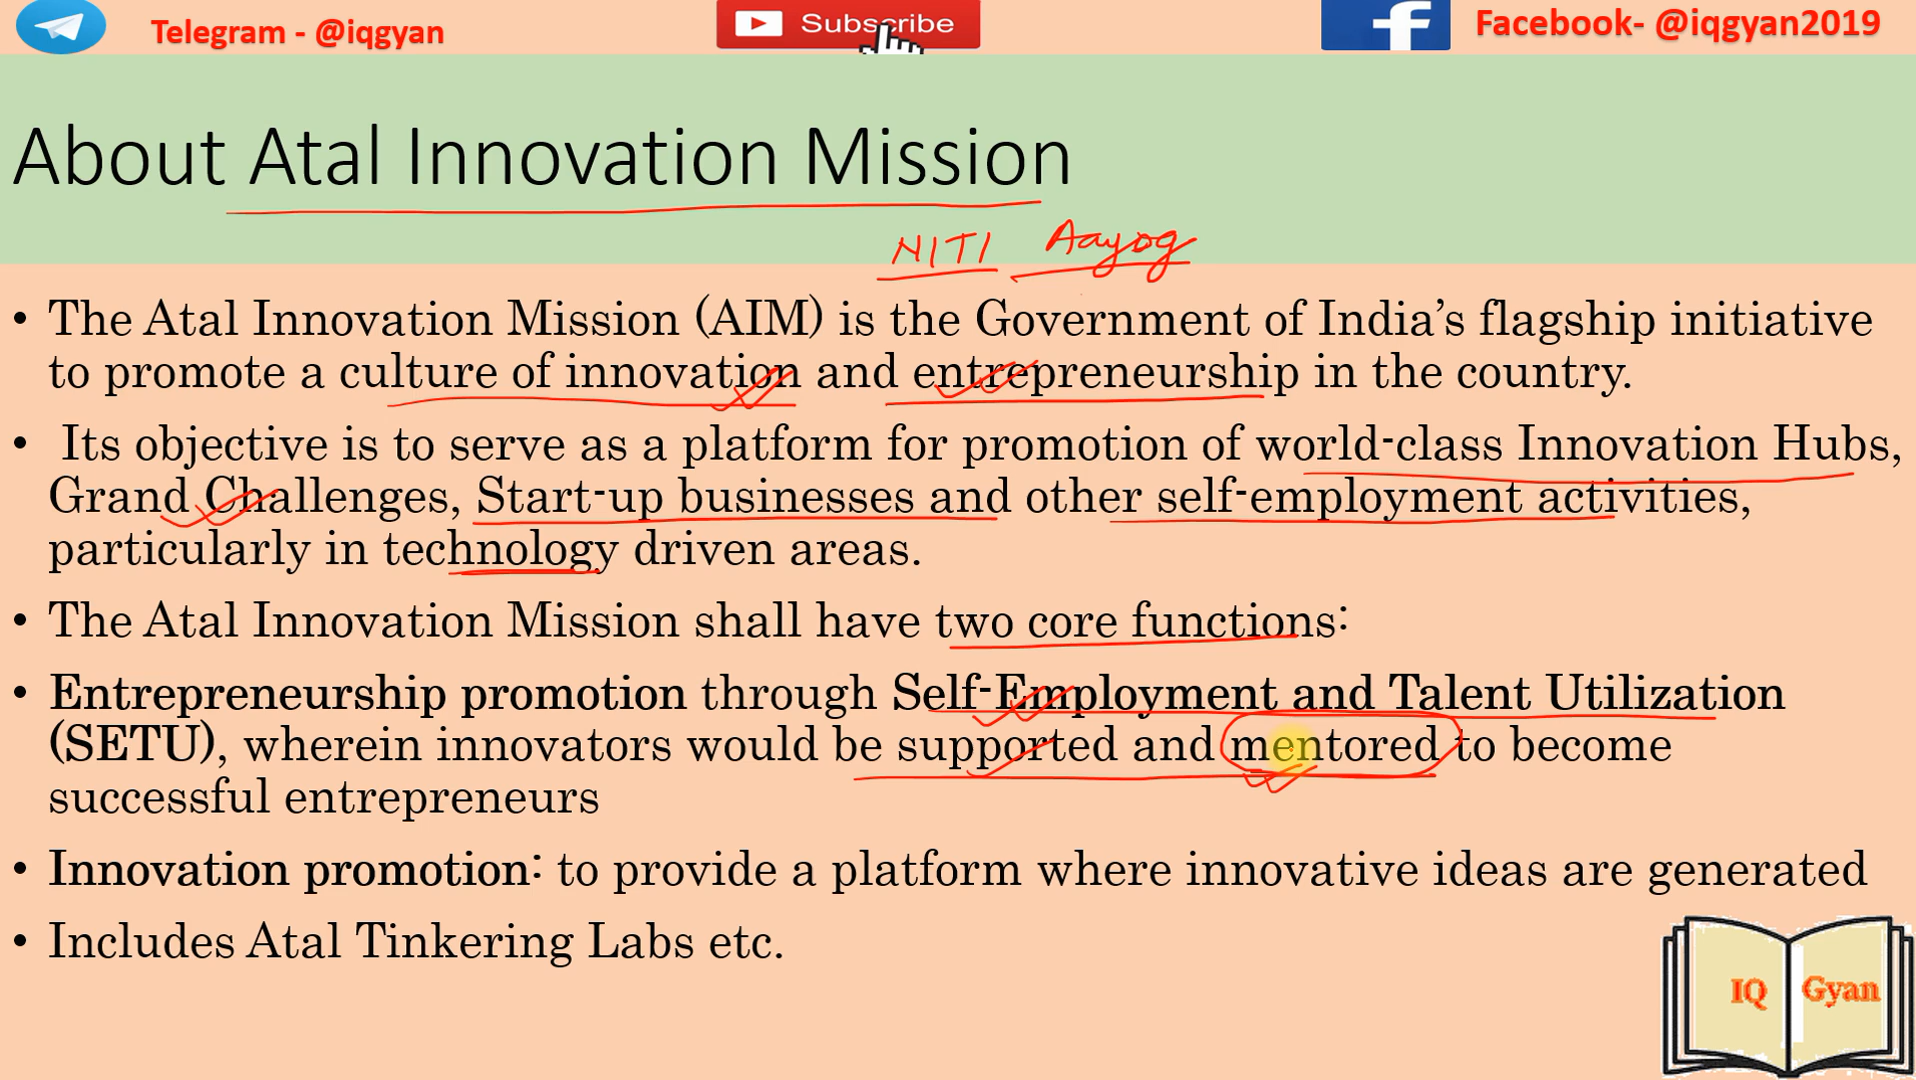 Telegram - @iqgyan
Subscribe
Facebook- @iqgyan2019
About Atal Innovation Mission
NITI Aayog
• The Atal Innovation Mission (AIM) is the Government of India’s flagship initiative
to promote a culture of innovation and entrepreneurship in the country.
• Its objective is to serve as a platform for promotion of world-class Innovation Hubs,
Grand Challenges, Start-up businesses and other self-employment activities,
particularly in technology driven areas.
• The Atal Innovation Mission shall have two core functions:
• Entrepreneurship promotion through Self-Employment and Talent Utilization
(SETU), wherein innovators would be supported and mentored to become
successful entrepreneurs
• Innovation promotion: to provide a platform where innovative ideas are generated
• Includes Atal Tinkering Labs etc.
IQ Gyan